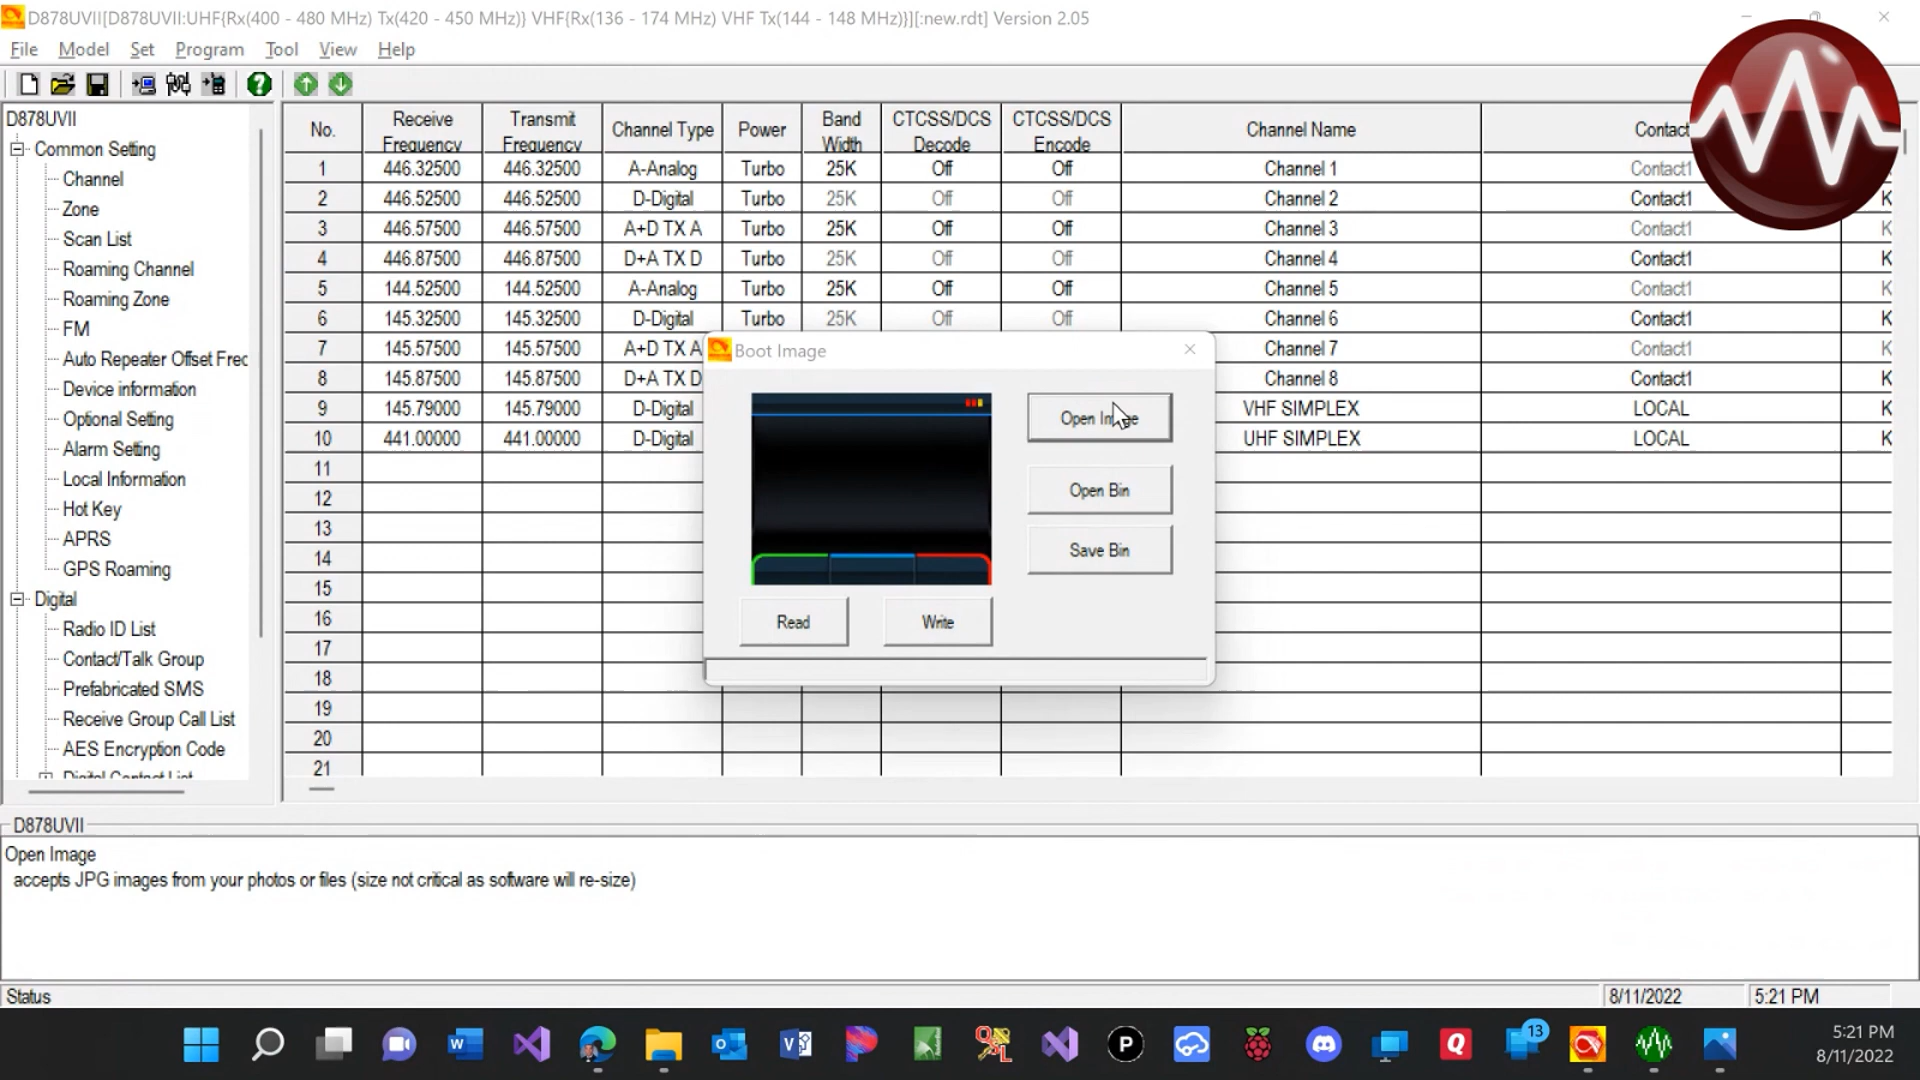 D878UVII[D878UVII:UHF{Rx(400 - 480 MHz) Tx(420 - 450 MHz)} VHF{Rx(136 - 174 MHz) VHF Tx(144 - 148 MHz)}][:new.rdt] Version 2.05
File Model Set Program Tool View Help
D878UVII
Common Setting
Channel
Zone
Scan List
Roaming Channel
Roaming Zone
FM
Auto Repeater Offset Frec
Device information
Optional Setting
Alarm Setting
Local Information
Hot Key
APRS
GPS Roaming
Digital
Radio ID List
Contact/Talk Group
Prefabricated SMS
Receive Group Call List
AES Encryption Code
Digital Contact List
No. Receive Frequency Transmit Frequency Channel Type Power Band Width CTCSS/DCS Decode CTCSS/DCS Encode Channel Name Contact
1 446.32500 446.32500 A-Analog Turbo 25K Off Off Channel 1 Contact1
2 446.52500 446.52500 D-Digital Turbo 25K Off Off Channel 2 Contact1 K
3 446.57500 446.57500 A+D TX A Turbo 25K Off Off Channel 3 Contact1 K
4 446.87500 446.87500 D+A TX D Turbo 25K Off Off Channel 4 Contact1 K
5 144.52500 144.52500 A-Analog Turbo 25K Off Off Channel 5 Contact1 K
6 145.32500 145.32500 D-Digital Turbo 25K Off Off Channel 6 Contact1 K
7 145.57500 145.57500 A+D TX A Channel 7 Contact1 K
8 145.87500 145.87500 D+A TX D Channel 8 Contact1 K
9 145.79000 145.79000 D-Digital VHF SIMPLEX LOCAL K
10 441.00000 441.00000 D-Digital UHF SIMPLEX LOCAL K
11
12
13
14
15
16
17
18
19
20
21
Boot Image
Open Image
Open Bin
Save Bin
Read Write
D878UVII
Open Image
accepts JPG images from your photos or files (size not critical as software will re-size)
Status 8/11/2022 5:21 PM
13
5:21 PM
8/11/2022